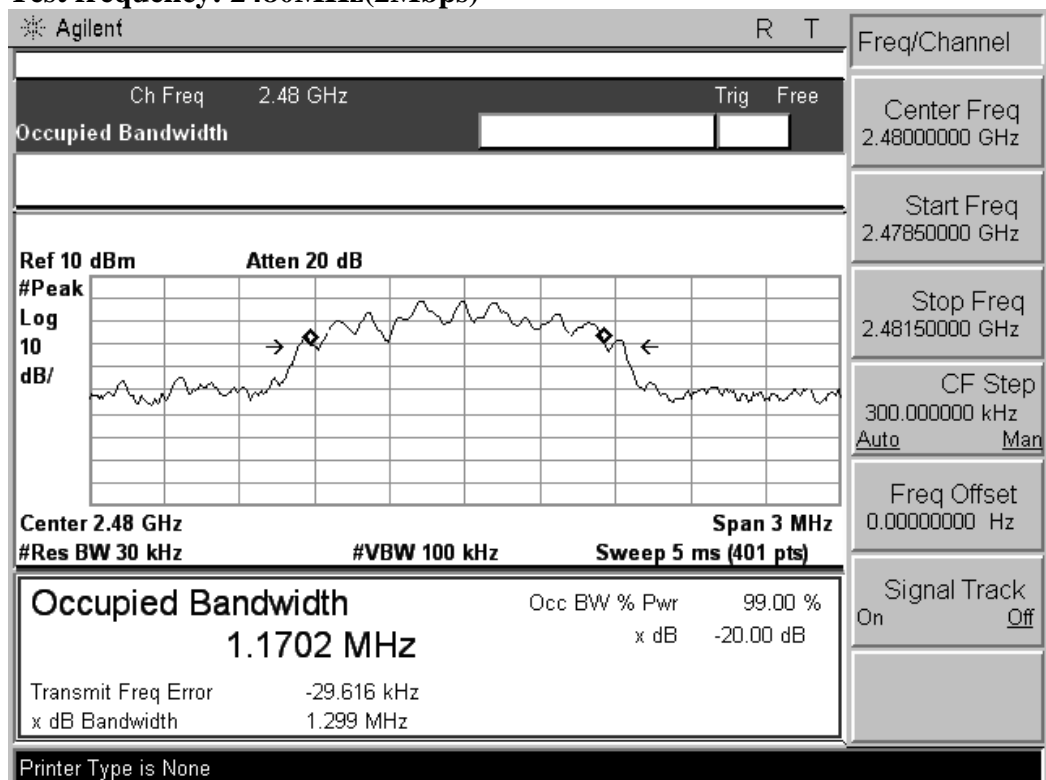 Test frequency: 2480MHz(2Mbps)
Agilent R T
Freq/Channel
Ch Freq 2.48 GHz Trig Free
Occupied Bandwidth
Center Freq
2.48000000 GHz
Start Freq
2.47850000 GHz
Stop Freq
2.48150000 GHz
CF Step
300.000000 kHz
Auto Man
Freq Offset
0.00000000 Hz
Signal Track
On Off
Ref 10 dBm Atten 20 dB
#Peak
Log
10
dB/
Center 2.48 GHz Span 3 MHz
#Res BW 30 kHz #VBW 100 kHz Sweep 5 ms (401 pts)
Occupied Bandwidth
1.1702 MHz
Occ BW % Pwr 99.00 %
x dB -20.00 dB
Transmit Freq Error -29.616 kHz
x dB Bandwidth 1.299 MHz
Printer Type is None